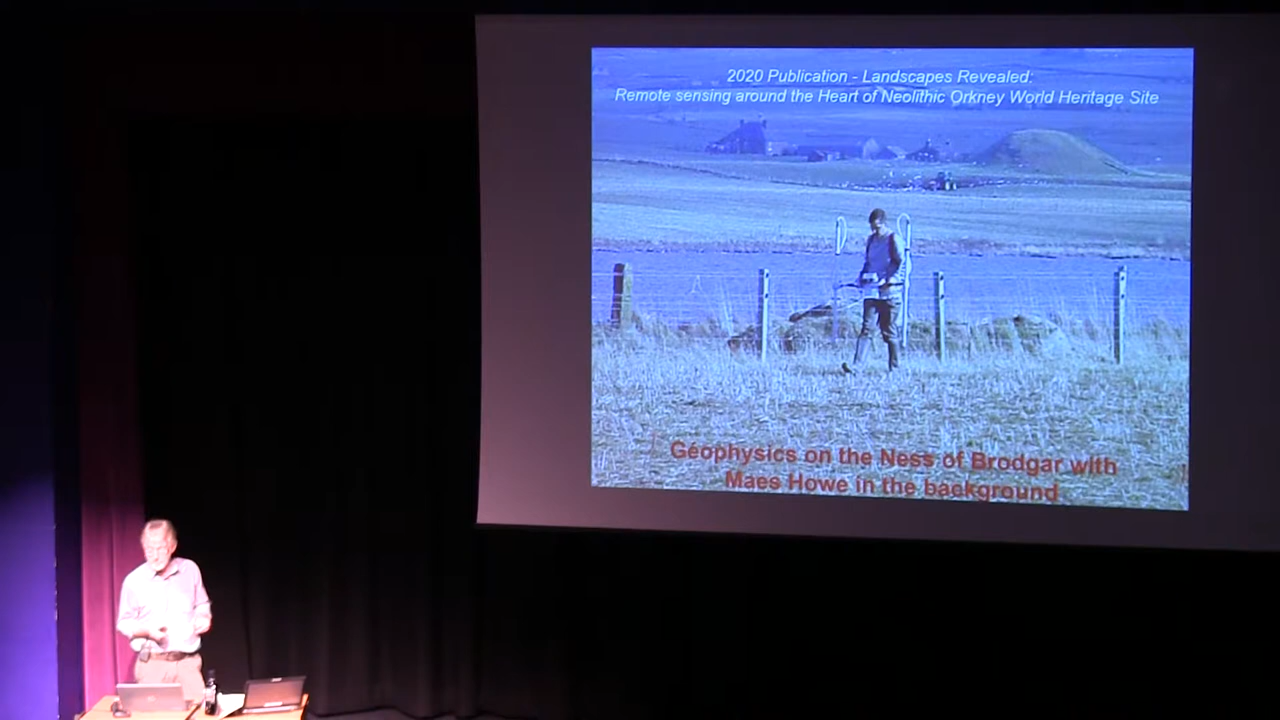 2020 Publication - Landscapes Revealed:
Remote sensing around the Heart of Neolithic Orkney World Heritage Site
Geophysics on the Ness of Brodgar with
Maes Howe in the background